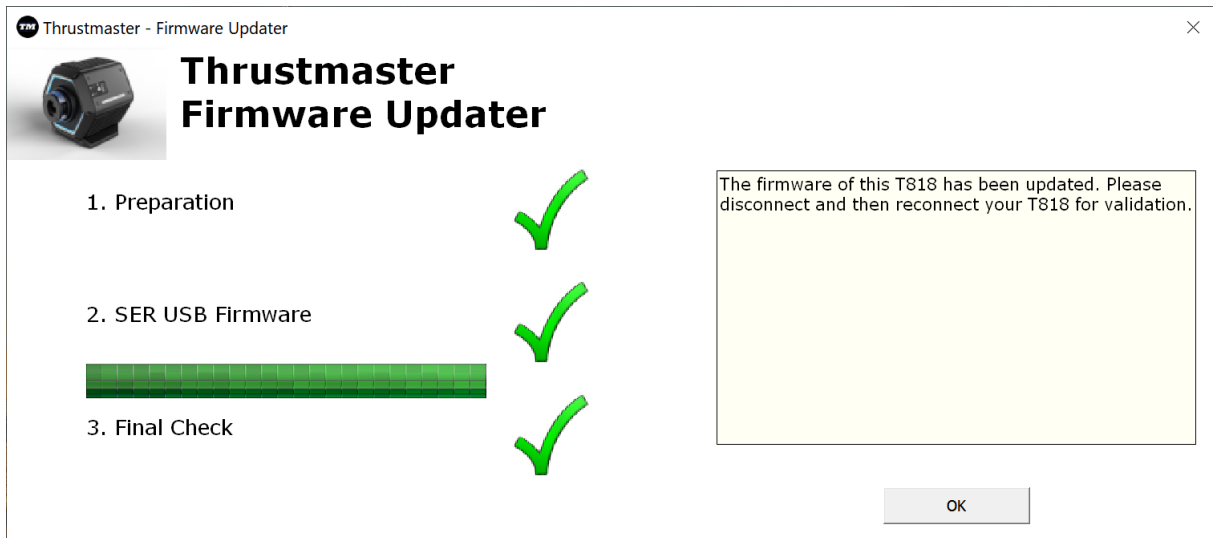 TM Thrustmaster - Firmware Updater
Thrustmaster
Firmware Updater
1. Preparation
2. SER USB Firmware
3. Final Check
The firmware of this T818 has been updated. Please
disconnect and then reconnect your T818 for validation.
OK